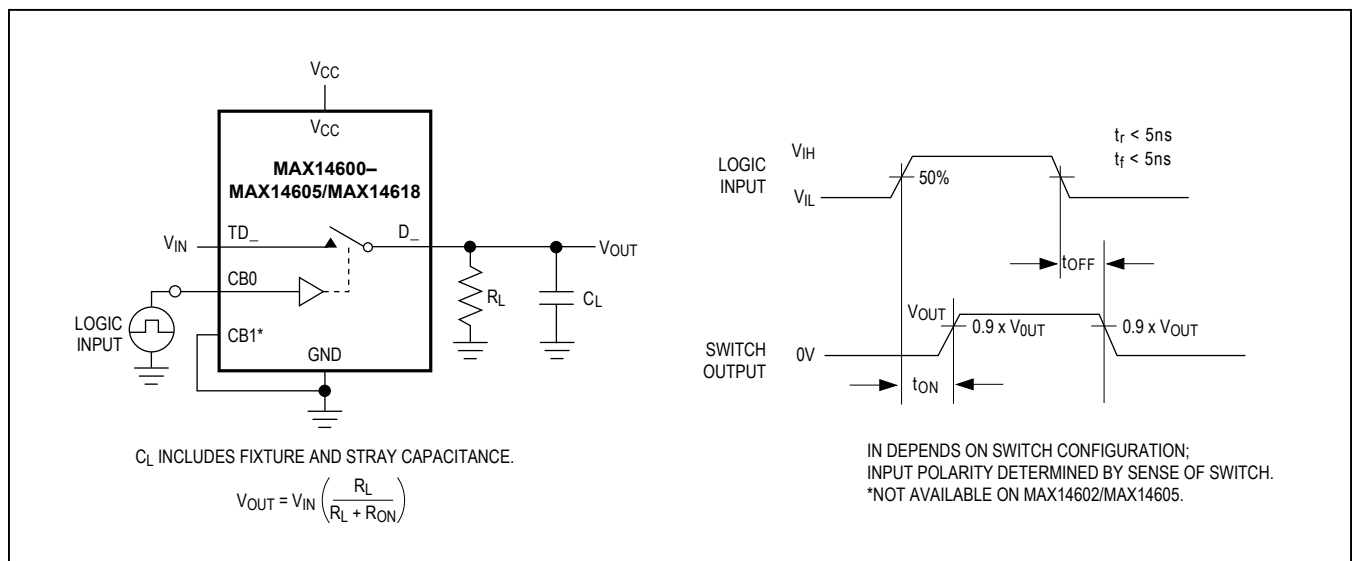 VCC
VCC
MAX14600–
MAX14605/MAX14618
VIN
TD_
D_
VOUT
CB0
RL
CL
LOGIC
INPUT
CB1*
GND
CL INCLUDES FIXTURE AND STRAY CAPACITANCE.
VOUT = VIN ( RL / RL + RON )
LOGIC
INPUT
VIH
VIL
50%
tr < 5ns
tf < 5ns
tOFF
VOUT
0.9 x V0UT
0.9 x VOUT
SWITCH
OUTPUT
0V
tON
IN DEPENDS ON SWITCH CONFIGURATION;
INPUT POLARITY DETERMINED BY SENSE OF SWITCH.
*NOT AVAILABLE ON MAX14602/MAX14605.